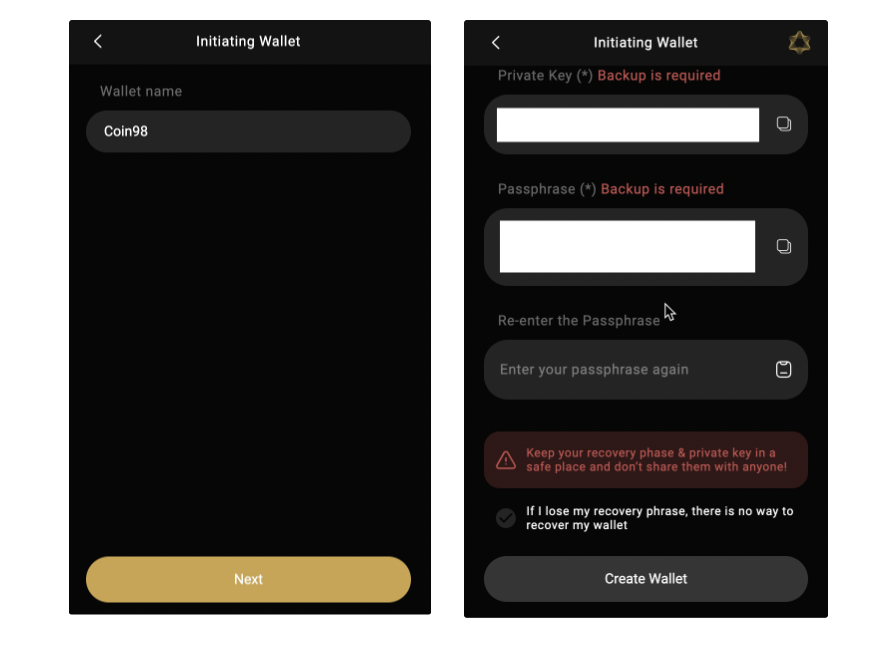 Initiating Wallet
Wallet name
Coin98
Next
Initiating Wallet
Private Key (*) Backup is required
Passphrase (*) Backup is required
Re-enter the Passphrase
Enter your passphrase again
Keep your recovery phase & private key in a
safe place and don't share them with anyone!
If I lose my recovery phrase, there is no way to
recover my wallet
Create Wallet